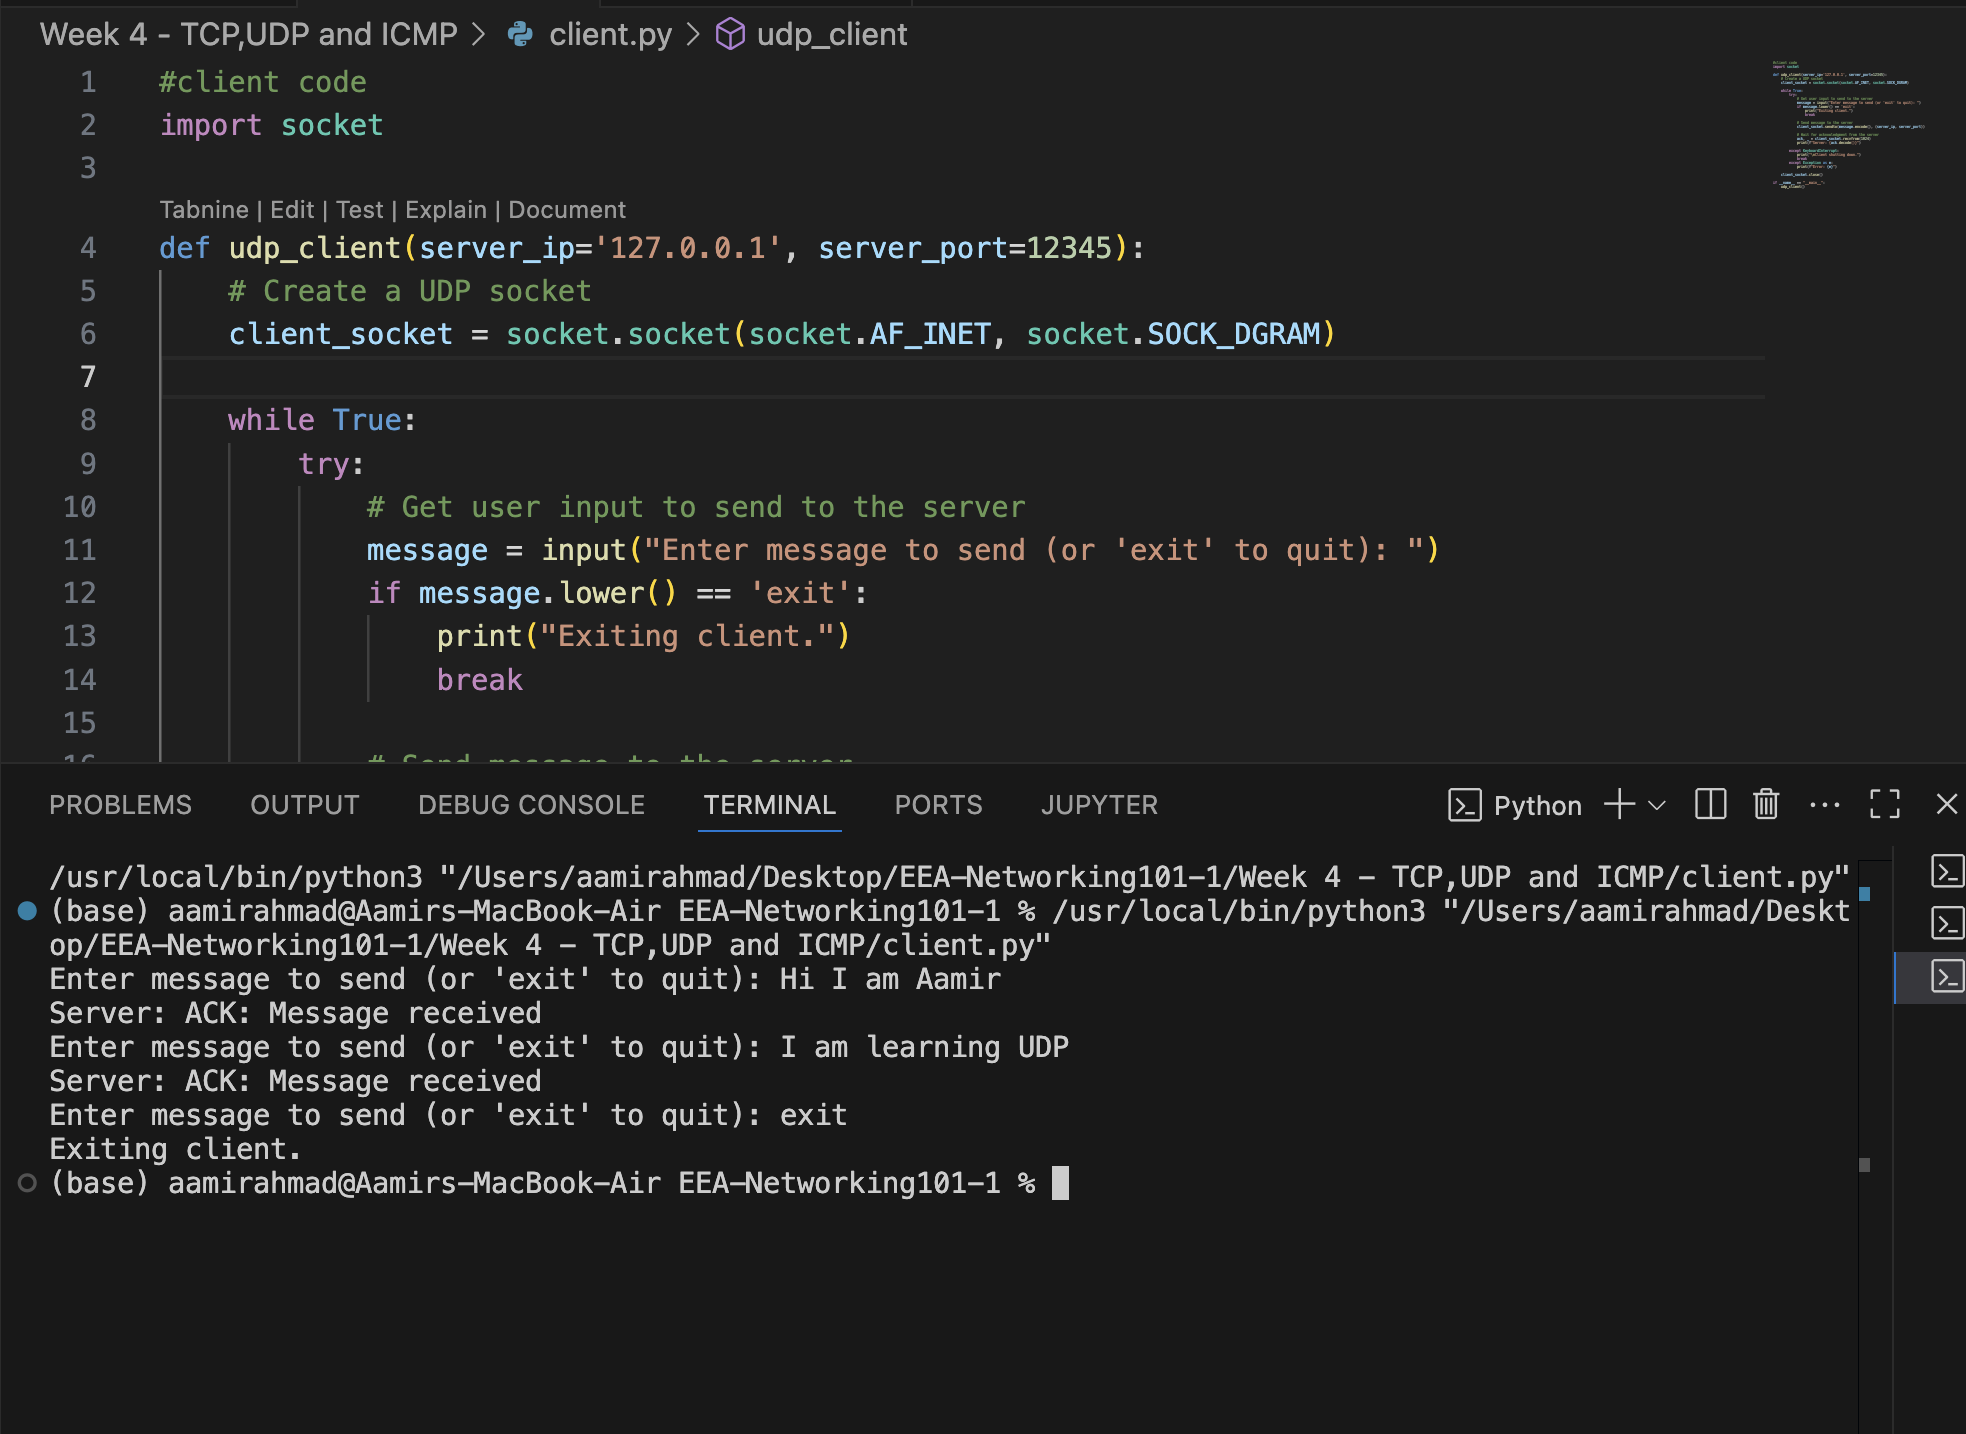 Week 4 - TCP,UDP and ICMP > client.py > udp_client
1 #client code
2 import socket
3
Tabnine | Edit | Test | Explain | Document
4 def udp_client(server_ip='127.0.0.1', server_port=12345):
5 # Create a UDP socket
6 client_socket = socket.socket(socket.AF_INET, socket.SOCK_DGRAM)
7
8 while True:
9 try:
10 # Get user input to send to the server
11 message = input("Enter message to send (or 'exit' to quit): ")
12 if message.lower() == 'exit':
13 print("Exiting client.")
14 break
15
16 # Send message to the server
PROBLEMS OUTPUT DEBUG CONSOLE TERMINAL PORTS JUPYTER Python
/usr/local/bin/python3 "/Users/aamirahmad/Desktop/EEA-Networking101-1/Week 4 - TCP,UDP and ICMP/client.py"
(base) aamirahmad@Aamirs-MacBook-Air EEA-Networking101-1 % /usr/local/bin/python3 "/Users/aamirahmad/Deskt
op/EEA-Networking101-1/Week 4 - TCP,UDP and ICMP/client.py"
Enter message to send (or 'exit' to quit): Hi I am Aamir
Server: ACK: Message received
Enter message to send (or 'exit' to quit): I am learning UDP
Server: ACK: Message received
Enter message to send (or 'exit' to quit): exit
Exiting client.
(base) aamirahmad@Aamirs-MacBook-Air EEA-Networking101-1 %